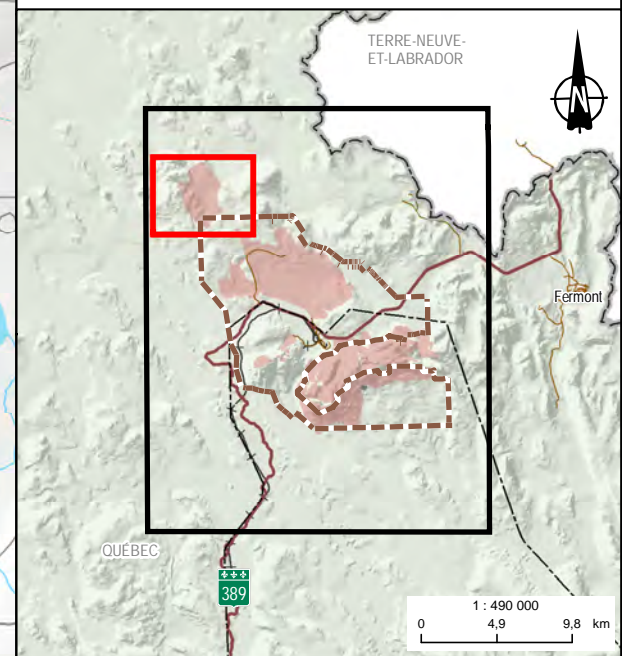 TERRE-NEUVE-
ET-LABRADOR
N
Fermont
QUÉBEC
389
1 : 490 000
0 4,9 9,8 km